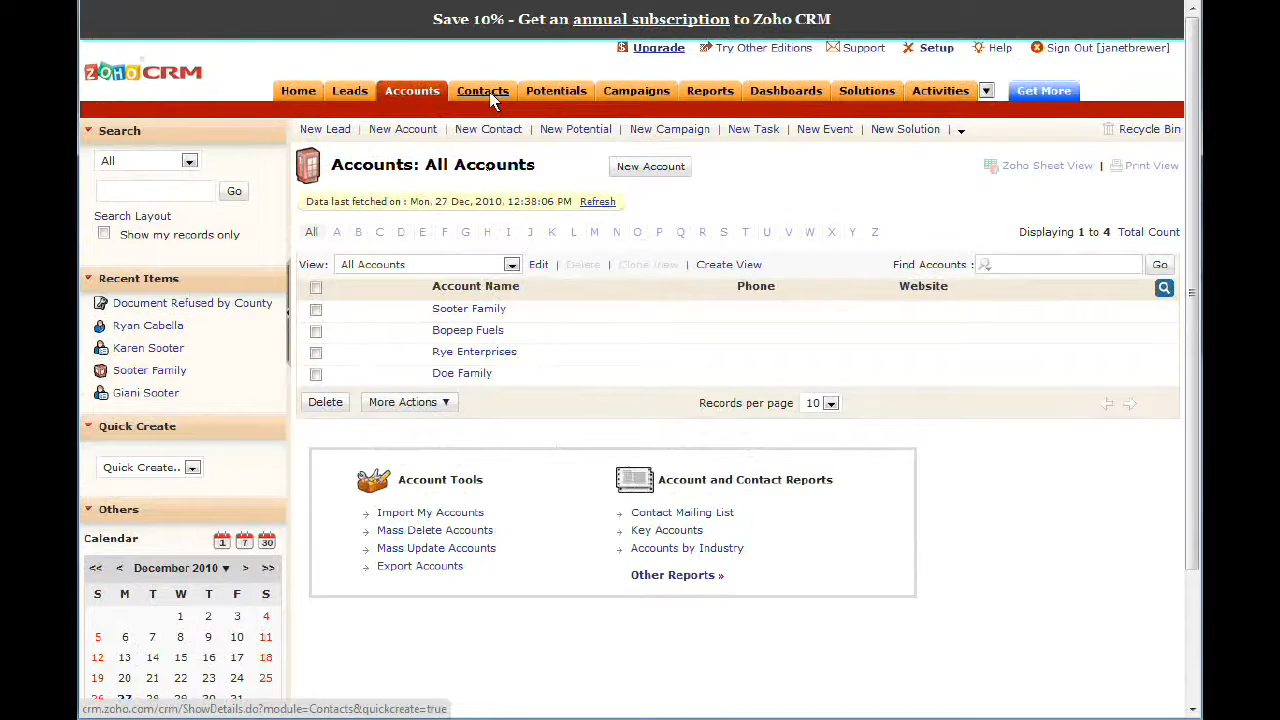 Save 10% - Get an annual subscription to Zoho CRM
Upgrade Try Other Editions Support Setup Help Sign Out [janetbrewer]
ZOHO CRM
Home Leads Accounts Contacts Potentials Campaigns Reports Dashboards Solutions Activities Get More
Search
New Lead | New Account | New Contact | New Potential | New Campaign | New Task | New Event | New Solution | Recycle Bin
All
Accounts: All Accounts New Account Zoho Sheet View | Print View
Go
Data last fetched on : Mon, 27 Dec, 2010, 12:38:06 PM Refresh
Search Layout
Show my records only
All A B C D E F G H I J K L M N O P Q R S T U V W X Y Z Displaying 1 to 4 Total Count
View: All Accounts Edit | Delete | Clone View | Create View Find Accounts : Go
Recent Items
Account Name Phone Website
Document Refused by County
Ryan Cabella
Karen Sooter
Sooter Family
Giani Sooter
Sooter Family
Bopeep Fuels
Rye Enterprises
Doe Family
Delete More Actions ▼ Records per page 10
Quick Create
Quick Create..
Account Tools
Import My Accounts
Mass Delete Accounts
Mass Update Accounts
Export Accounts
Account and Contact Reports
Contact Mailing List
Key Accounts
Accounts by Industry
Other Reports »
Others
Calendar 1 7 30
<< < December 2010 ▼ > >>
S M T W T F S
1 2 3 4
5 6 7 8 9 10 11
12 13 14 15 16 17 18
19 20 21 22 23 24 25
26 27 28 29 30 31
crm.zoho.com/crm/ShowDetails.do?module=Contacts&quickcreate=true